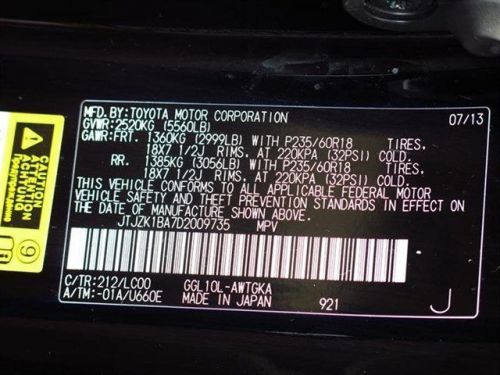 MFD. BY: TOYOTA MOTOR CORPORATION 07/13
GVWR: 2520KG (5560LB)
GAWR: FRT. 1360KG (2999LB) WITH P235/60R18 TIRES,
18X7 1/2J RIMS, AT 220KPA (32PSI) COLD.
RR. 1385KG (3056LB) WITH P235/60R18 TIRES,
18X7 1/2J RIMS, AT 220KPA (32PSI) COLD.
THIS VEHICLE CONFORMS TO ALL APPLICABLE FEDERAL MOTOR
VEHICLE SAFETY AND THEFT PREVENTION STANDARDS IN EFFECT ON
THE DATE OF MANUFACTURE SHOWN ABOVE.
JTJZK1BA7D2009735 MPV
C/TR: 212/LC00 GGL10L-AWTGKA
A/TM: -01A/U660E MADE IN JAPAN 921
J
CAUTION
ATTENTION
ACHTUNG